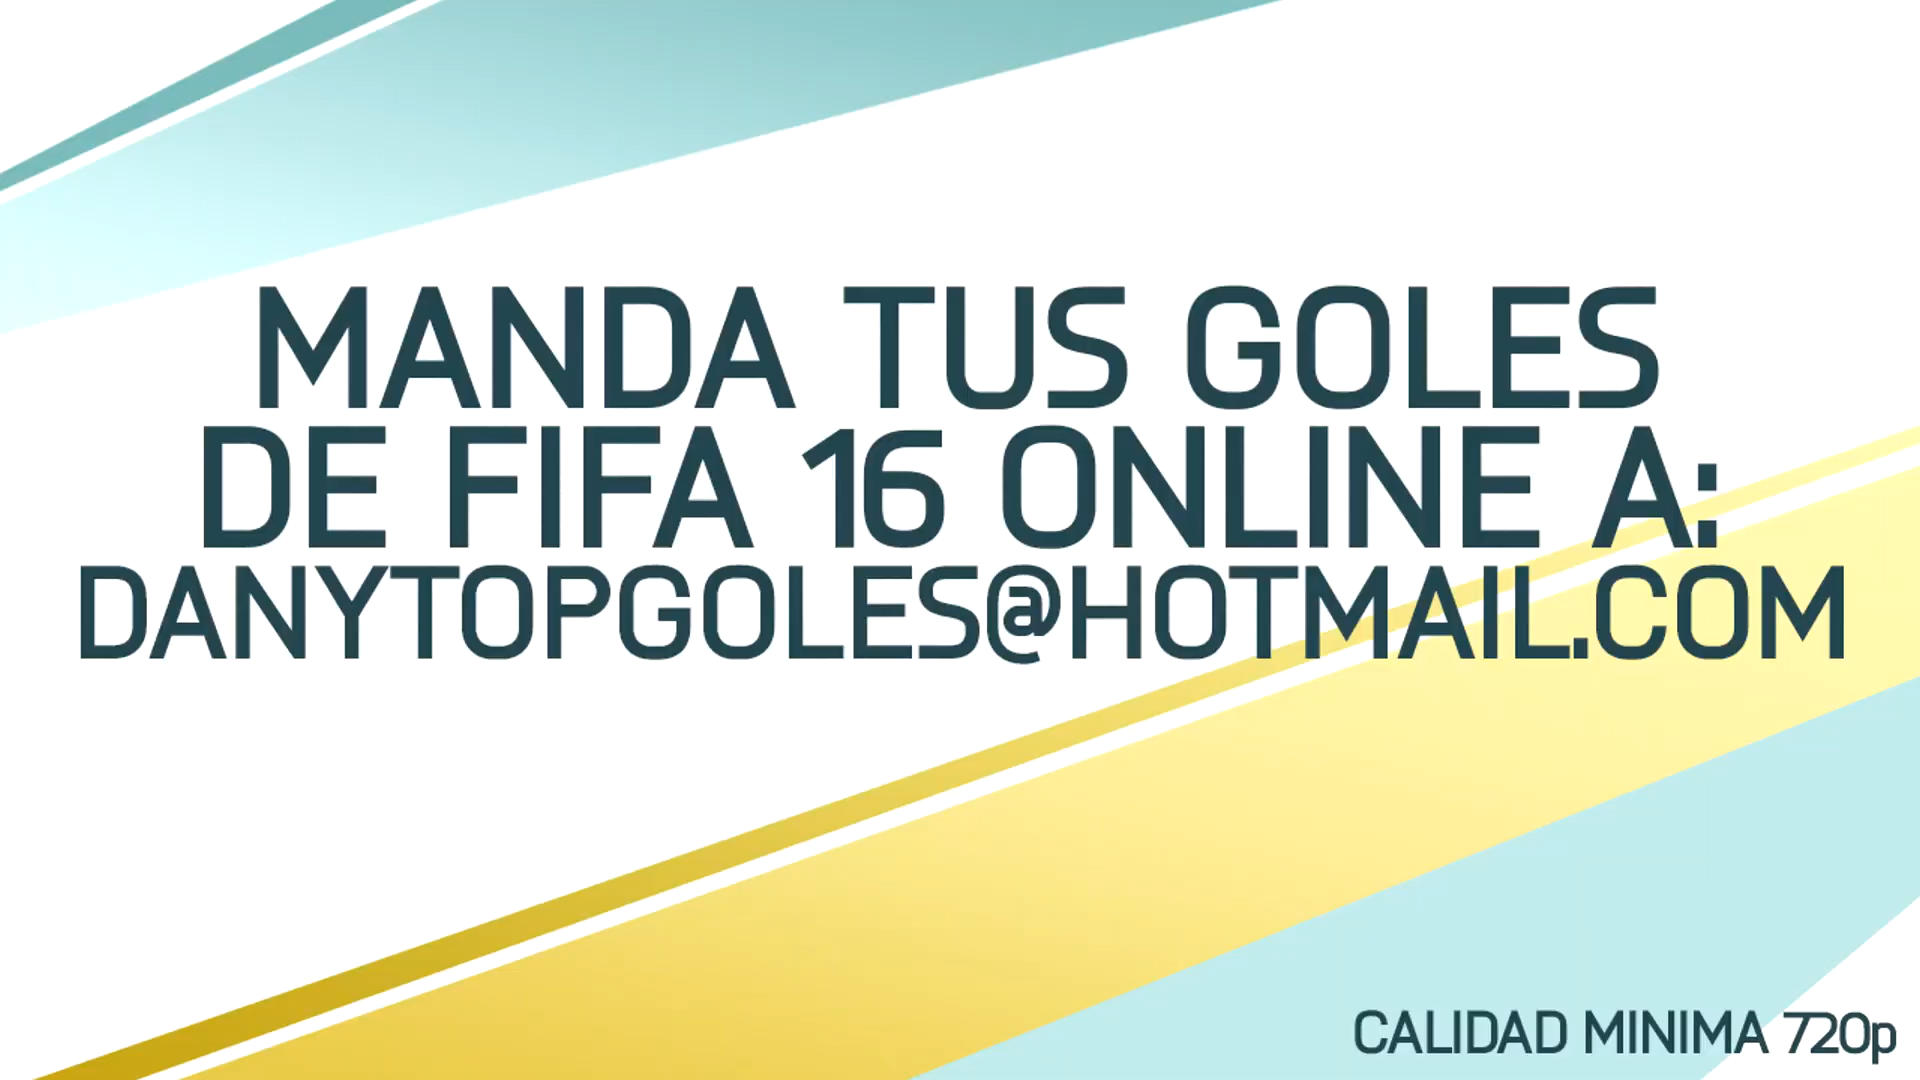 MANDA TUS GOLES
DE FIFA 16 ONLINE A:
DANYTOPGOLES@HOTMAIL.COM
CALIDAD MINIMA 720p